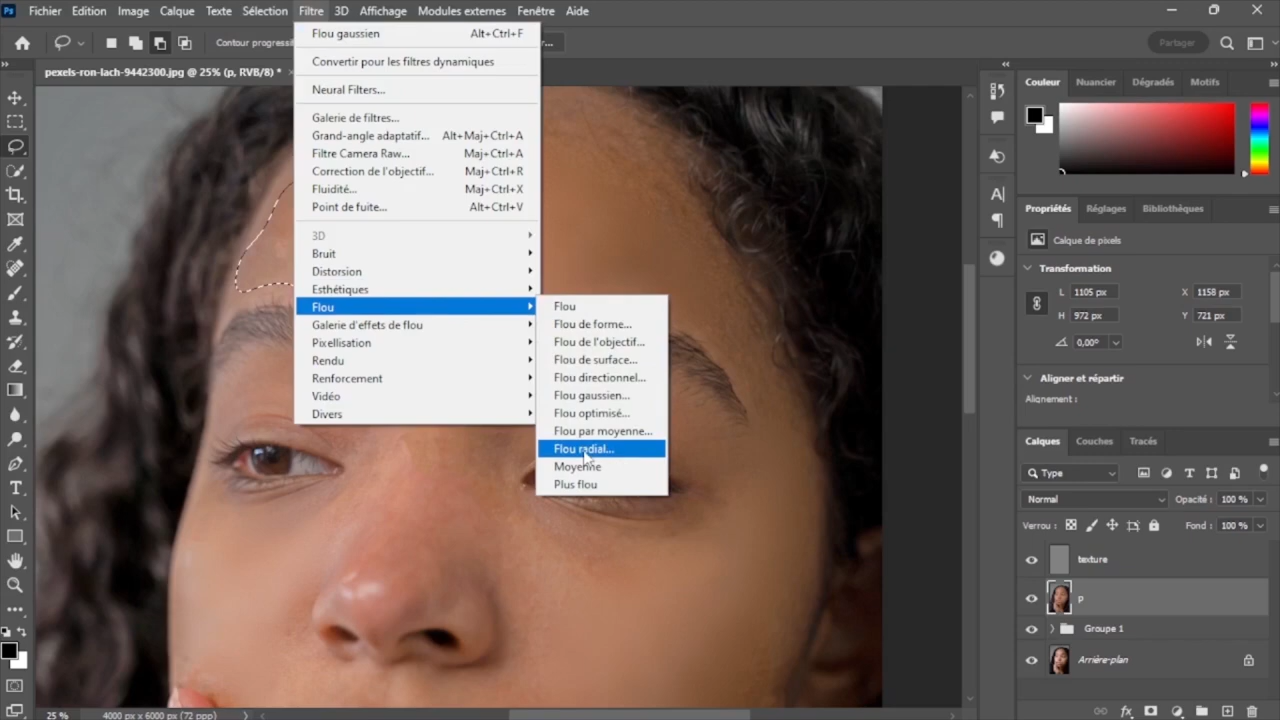 Ps Fichier Edition Image Calque Texte Sélection Filtre 3D Affichage Modules externes Fenêtre Aide
Contour progressi
Partager
pexels-ron-lach-9442300.jpg @ 25% (p, RVB/8) *
Flou gaussien Alt+Ctrl+F
Convertir pour les filtres dynamiques
Neural Filters...
Galerie de filtres...
Grand-angle adaptatif... Alt+Maj+Ctrl+A
Filtre Camera Raw... Maj+Ctrl+A
Correction de l'objectif... Maj+Ctrl+R
Fluidité... Maj+Ctrl+X
Point de fuite... Alt+Ctrl+V
3D
Bruit
Distorsion
Esthétiques
Flou
Galerie d'effets de flou
Pixellisation
Rendu
Renforcement
Vidéo
Divers
Flou
Flou de forme...
Flou de l'objectif...
Flou de surface...
Flou directionnel...
Flou gaussien...
Flou optimisé...
Flou par moyenne...
Flou radial...
Moyenne
Plus flou
Couleur Nuancier Dégradés Motifs
Propriétés Réglages Bibliothèques
Calque de pixels
Transformation
L 1105 px X 1158 px
H 972 px Y 721 px
0,00°
Aligner et répartir
Alignement :
Calques Couches Tracés
Type
Normal Opacité : 100 %
Verrou : Fond : 100 %
texture
p
Groupe 1
Arrière-plan
25 % 4000 px x 6000 px (72 ppp)